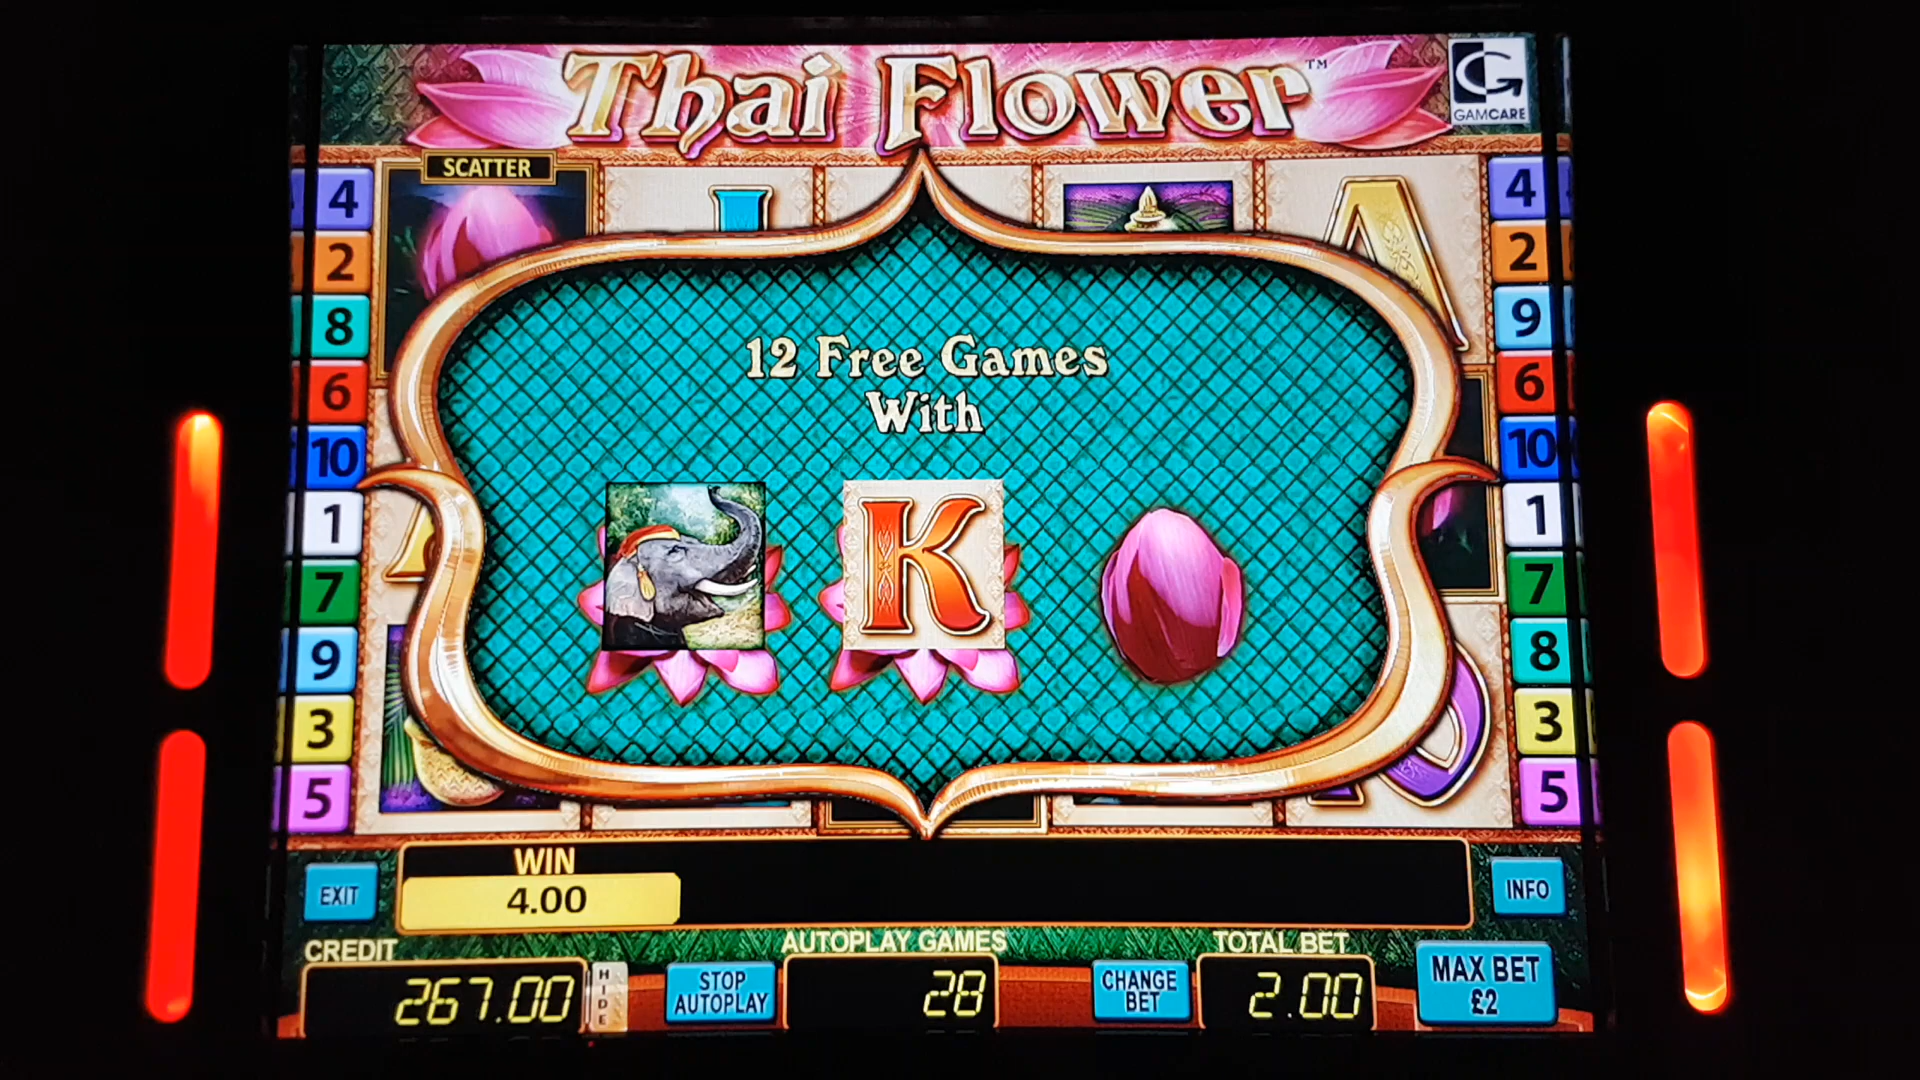 Thai Flower™
GAMCARE
SCATTER
4
2
8
6
10
1
7
9
3
5
4
2
9
6
10
1
7
8
3
5
12 Free Games
With
K
WIN
4.00
EXIT
INFO
CREDIT
267.00
HIDE
STOP
AUTOPLAY
AUTOPLAY GAMES
28
CHANGE
BET
TOTAL BET
2.00
MAX BET
£2